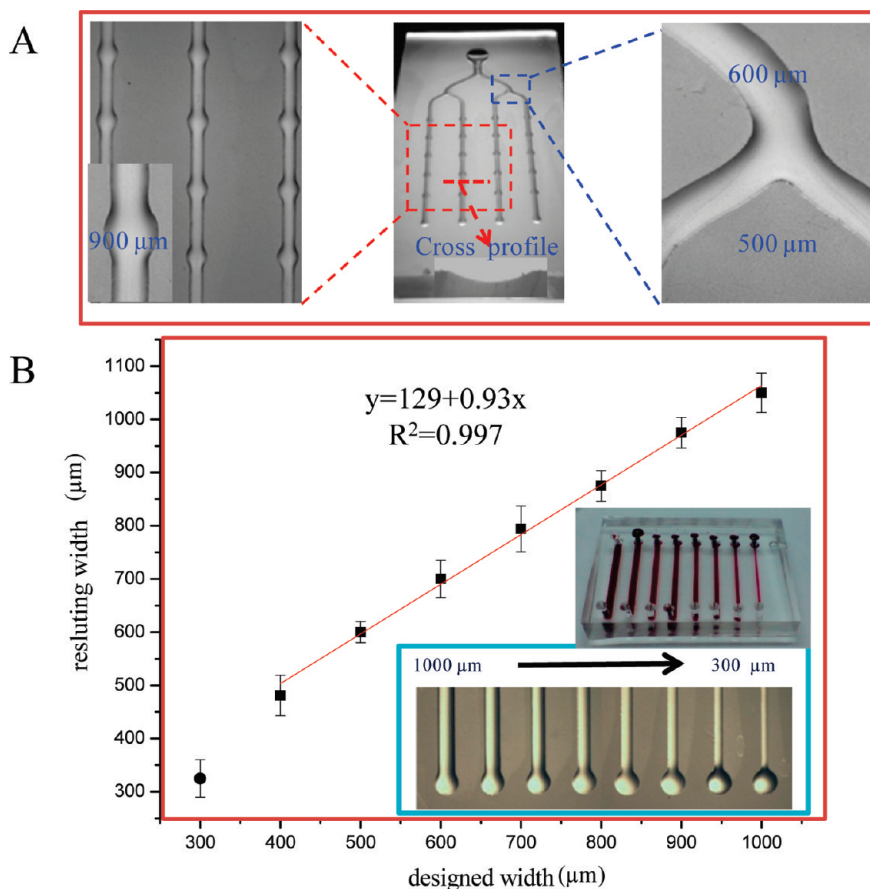 A
900 μm
Cross profile
600 μm
500 μm
B
y=129+0.93x
R²=0.997
resluting width (μm)
1100
1000
900
800
700
600
500
400
300
1000 μm
300 μm
300
400
500
600
700
800
900
1000
designed width (μm)